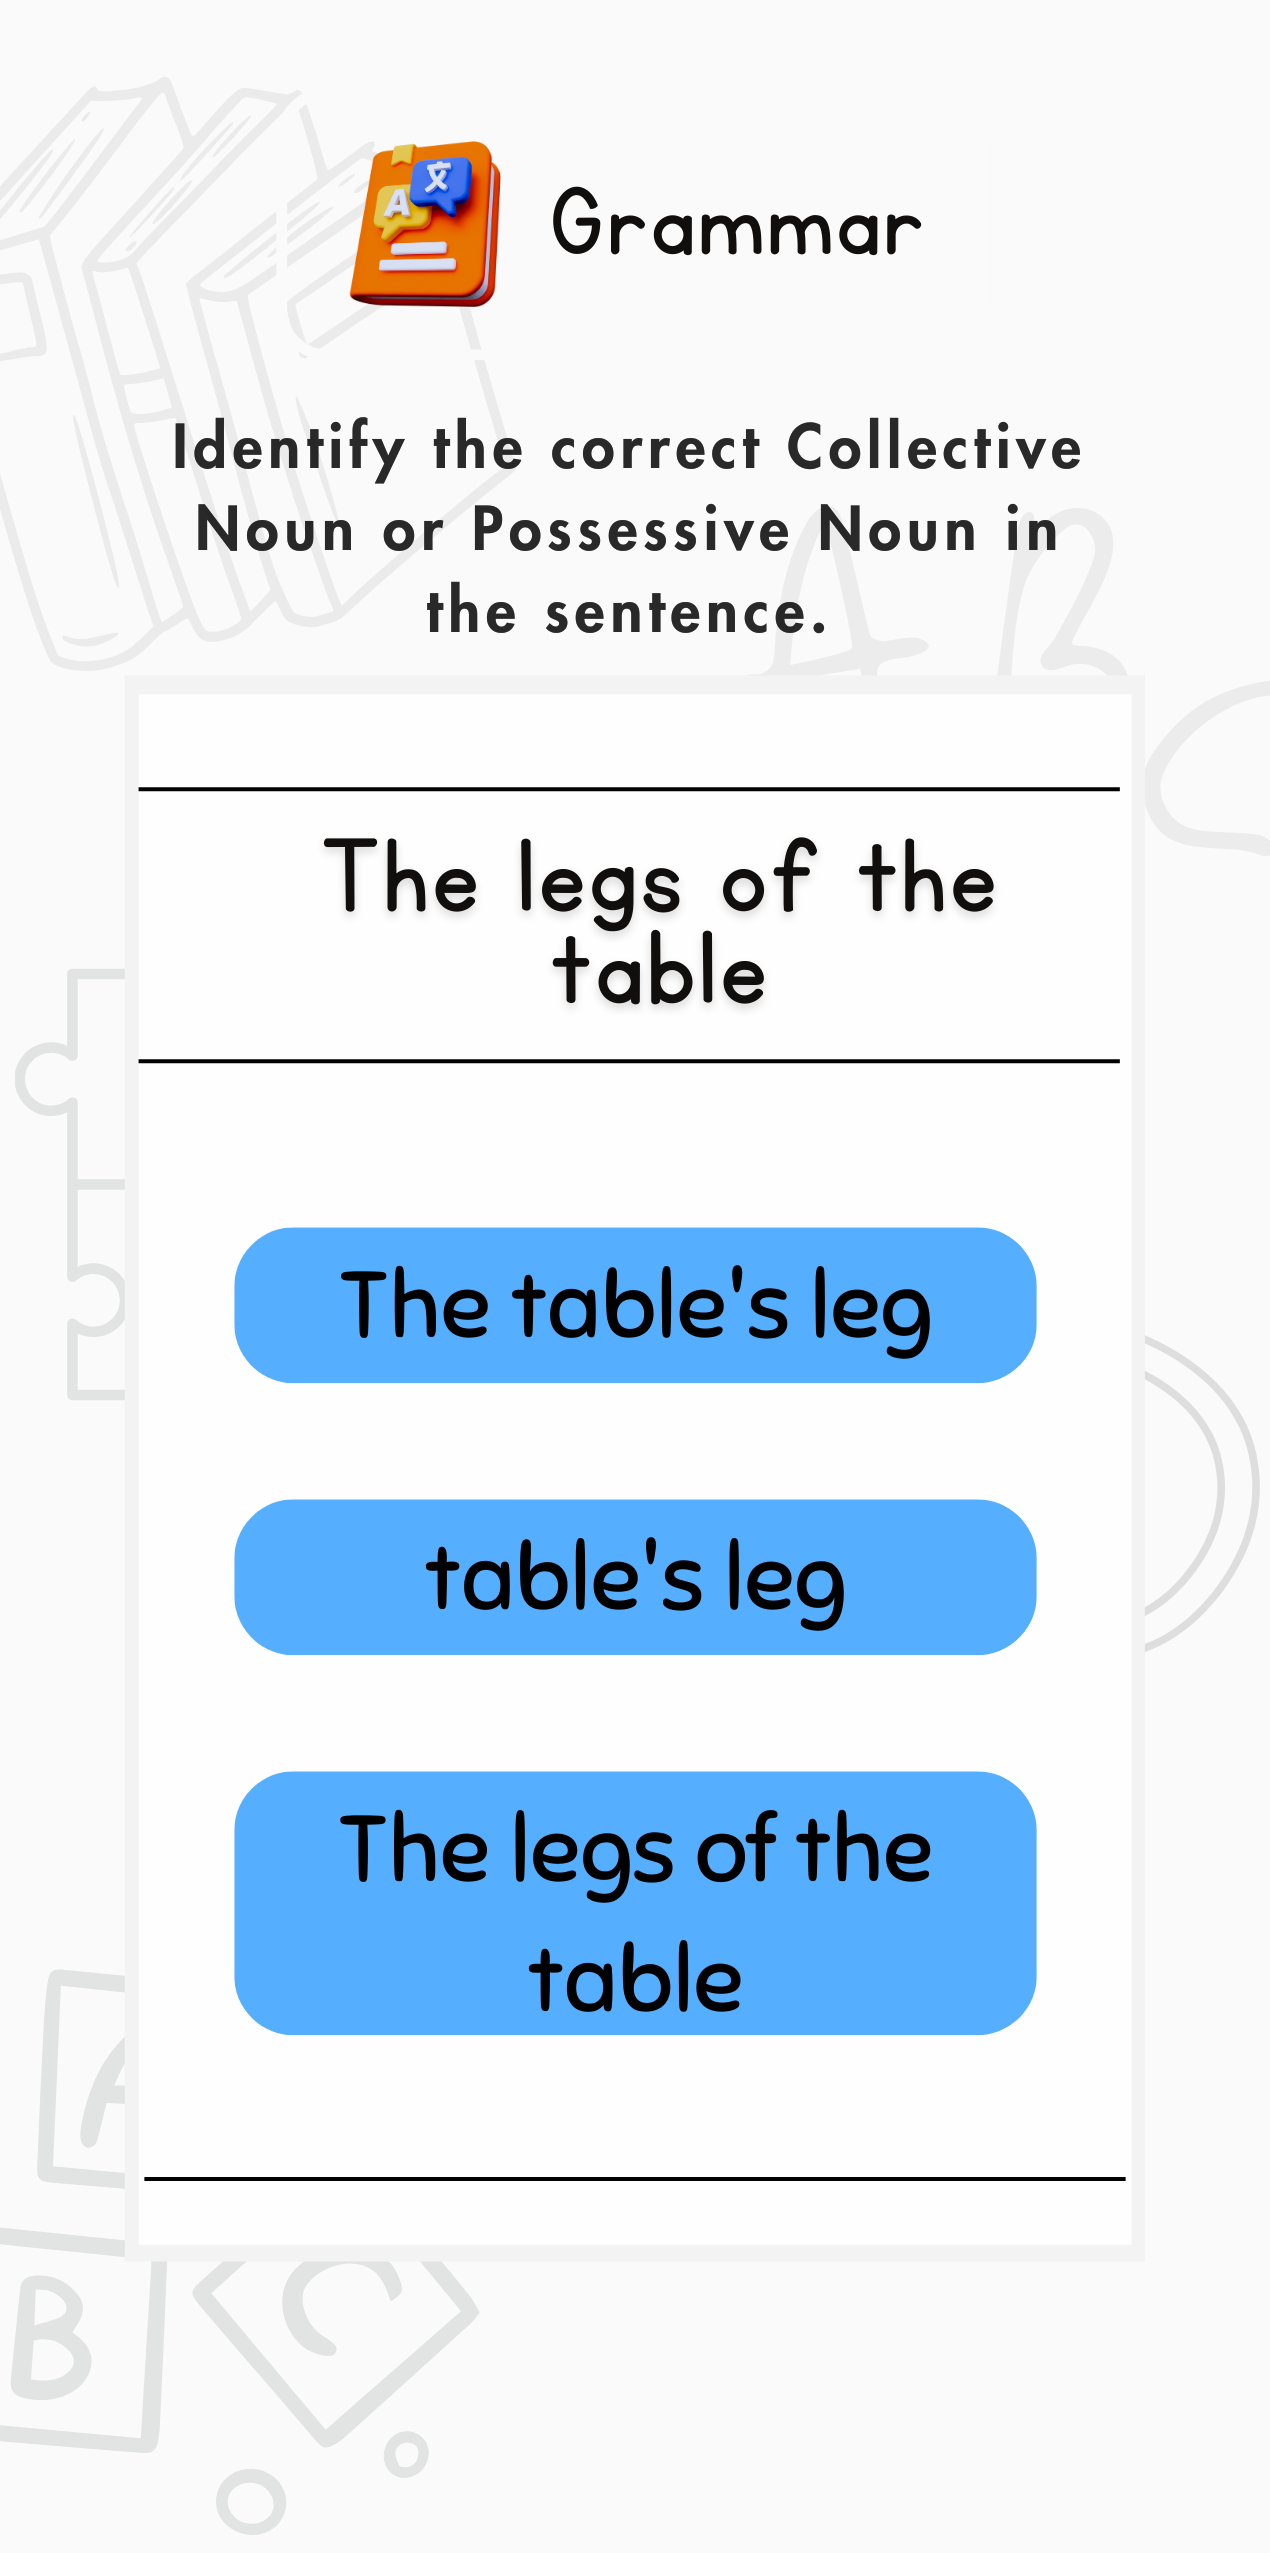 A 文
Grammar
Identify the correct Collective
Noun or Possessive Noun in
the sentence.
A B
The legs of the
table
The table's leg
table's leg
The legs of the
table
A
B
C